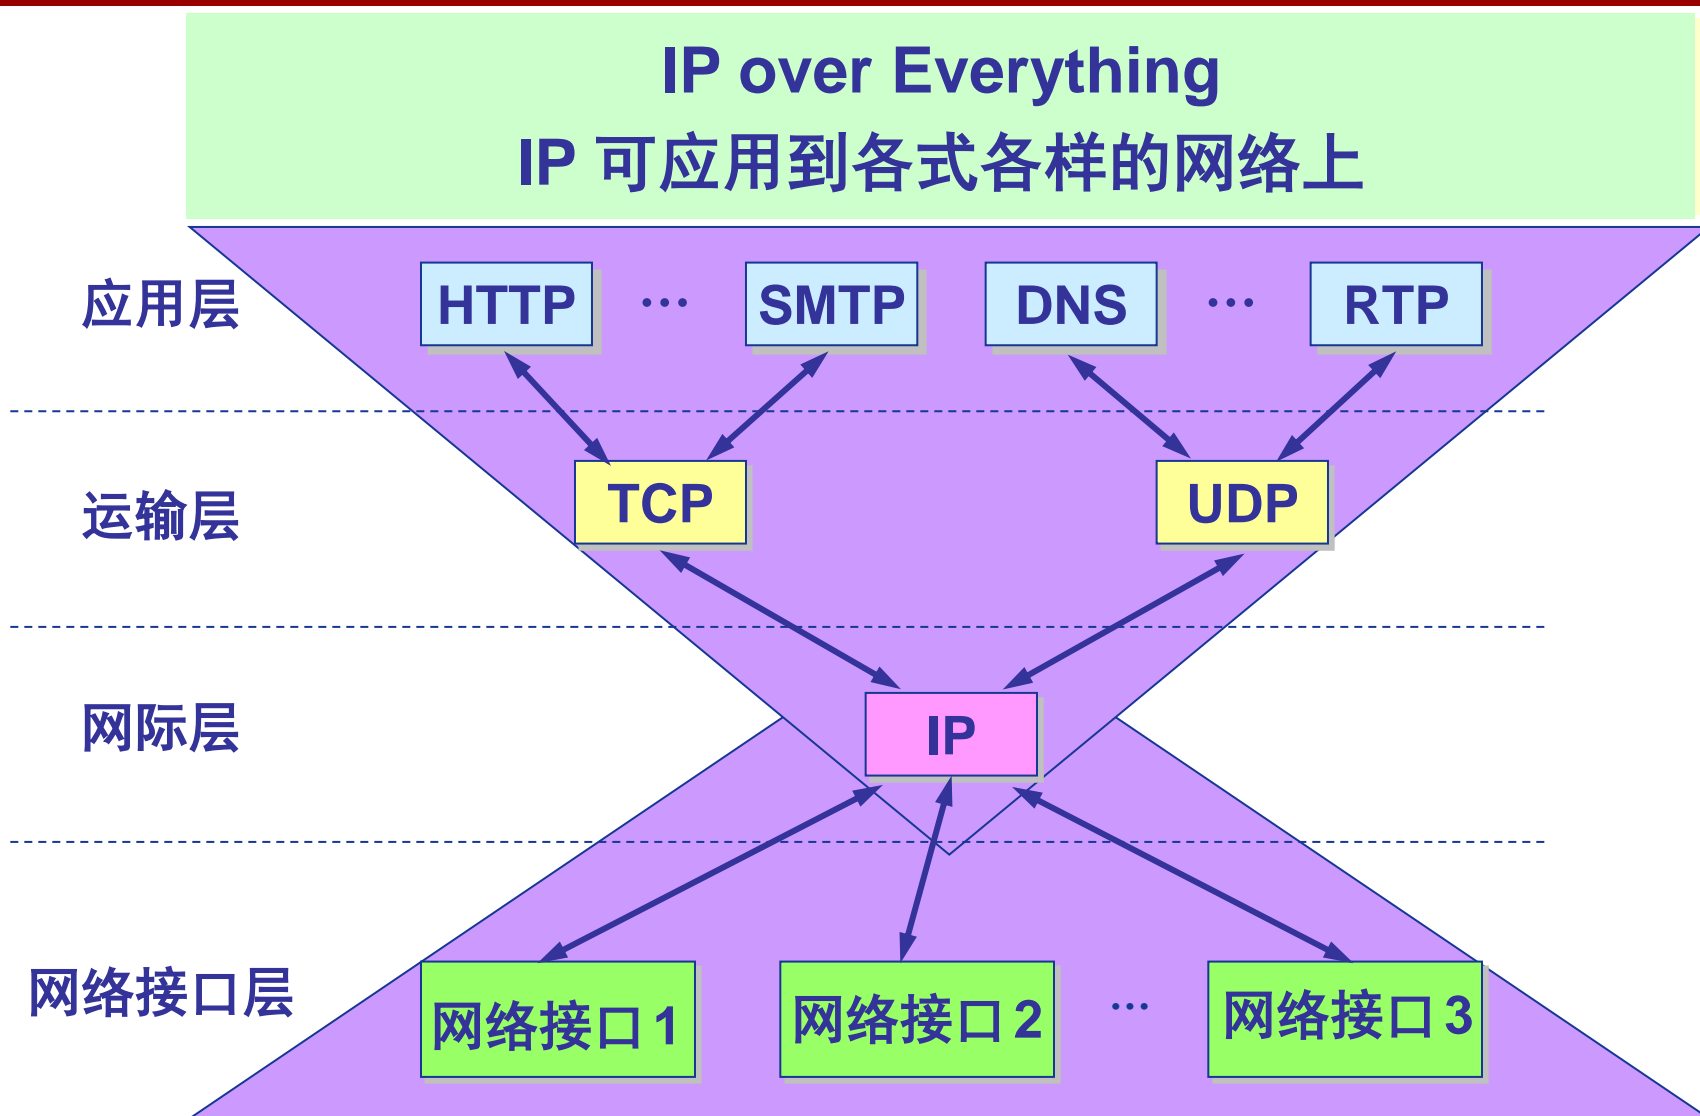 IP over Everything
IP 可应用到各式各样的网络上
应用层 HTTP … SMTP DNS … RTP
运输层 TCP UDP
网际层 IP
网络接口层 网络接口1 网络接口2 … 网络接口3